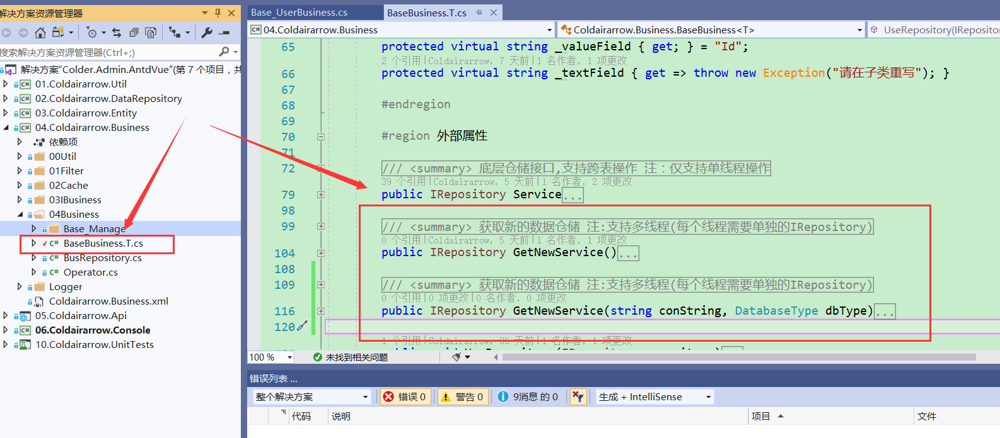 解决方案资源管理器
搜索解决方案资源管理器(Ctrl+;)
解决方案"Colder.Admin.AntdVue"(第 7 个项目，共
01.Coldairarrow.Util
02.Coldairarrow.DataRepository
03.Coldairarrow.Entity
04.Coldairarrow.Business
依赖项
00Util
01Filter
02Cache
03IBusiness
04Business
Base_Manage
BaseBusiness.T.cs
BusRepository.cs
Operator.cs
Logger
Coldairarrow.Business.xml
05.Coldairarrow.Api
06.Coldairarrow.Console
10.Coldairarrow.UnitTests
Base_UserBusiness.cs
BaseBusiness.T.cs
04.Coldairarrow.Business
Coldairarrow.Business.BaseBusiness<T>
UseRepository(IRepositor
65 protected virtual string _valueField { get; } = "Id";
2 个引用|Coldairarrow，7 天前|1 名作者，1 项更改
66 protected virtual string _textField { get => throw new Exception("请在子类重写"); }
67
68 #endregion
69
70 #region 外部属性
71
72 /// <summary> 底层仓储接口,支持跨表操作 注：仅支持单线程操作
39 个引用|Coldairarrow，5 天前|1 名作者，2 项更改
79 public IRepository Service...
98
99 /// <summary> 获取新的数据仓储 注:支持多线程(每个线程需要单独的IRepository)
0 个引用|Coldairarrow，5 天前|1 名作者，1 项更改
104 public IRepository GetNewService()...
108
109 /// <summary> 获取新的数据仓储 注:支持多线程(每个线程需要单独的IRepository)
0 个引用|0 项更改|0 名作者，0 项更改
116 public IRepository GetNewService(string conString, DatabaseType dbType)...
120
1 个引用|Coldairarrow，36 天前|1 名作者，1 项更改
100 %
未找到相关问题
错误列表 ...
整个解决方案
错误 0
警告 0
9消息 的 0
生成 + IntelliSense
代码
说明
项目
文件